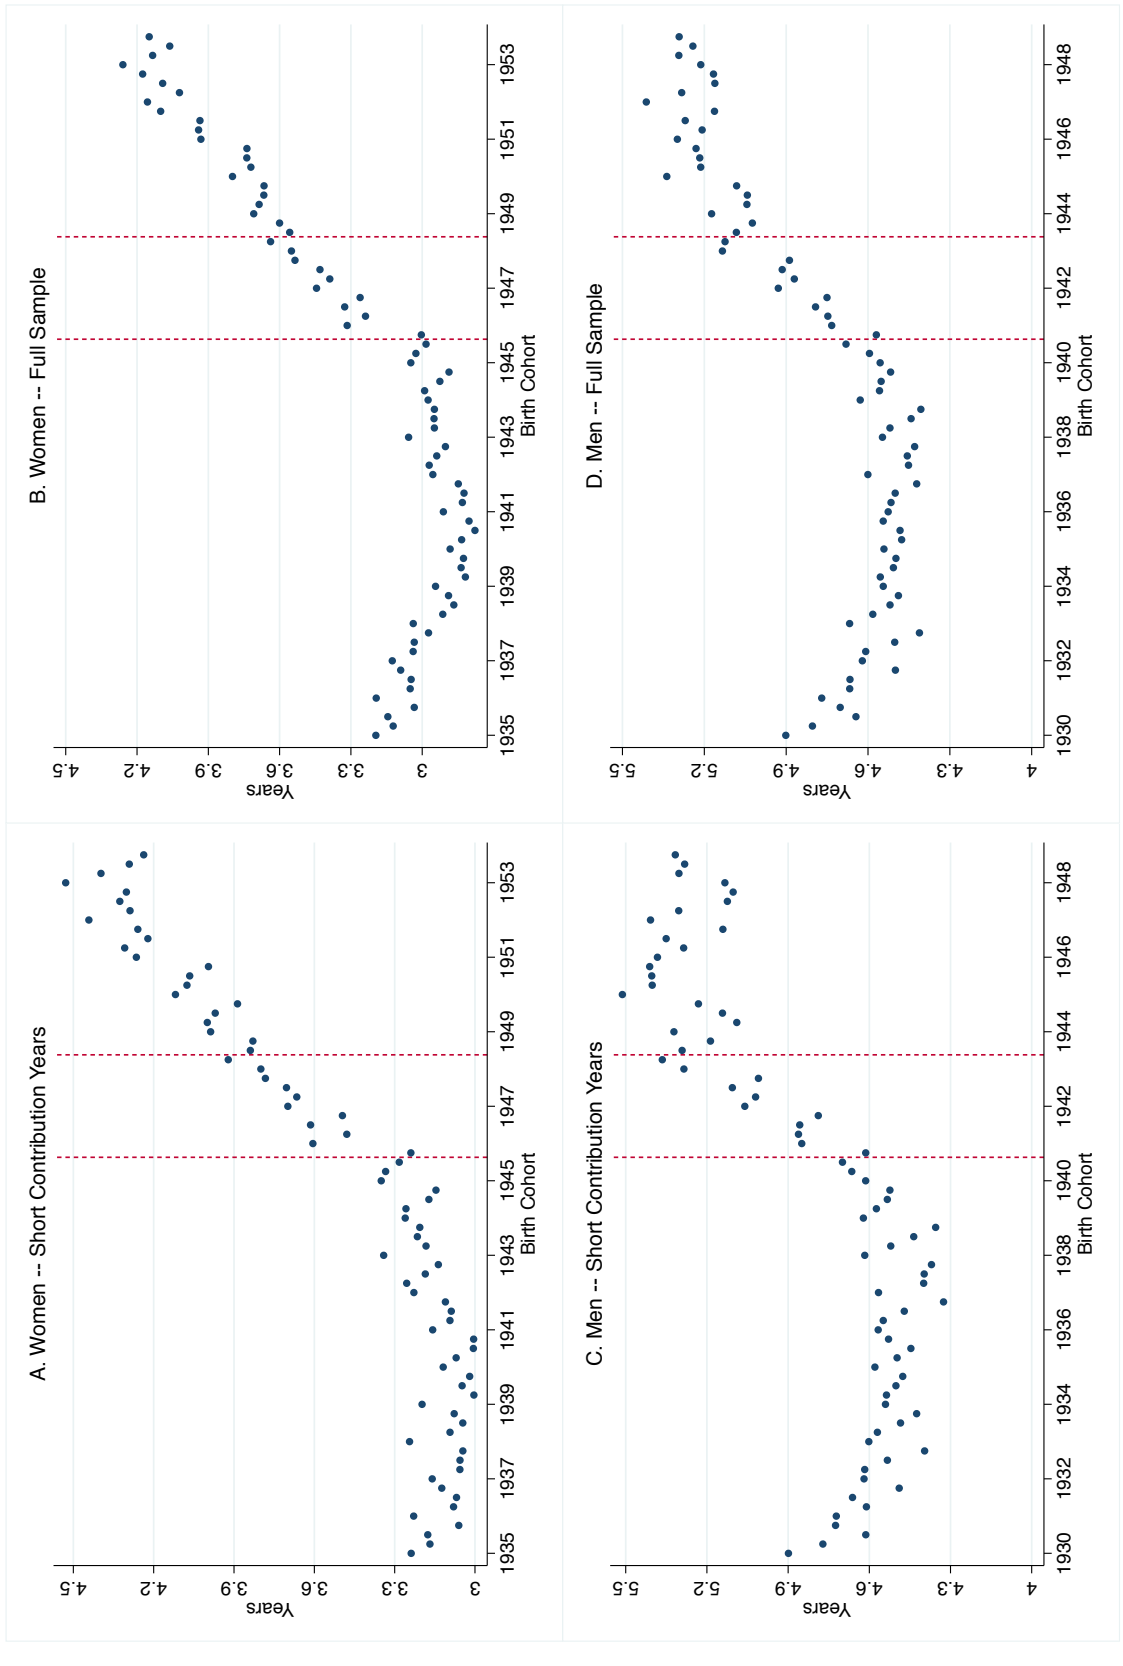 A. Women -- Short Contribution Years
Years
4.5
4.2
3.9
3.6
3.3
3
1935 1937 1939 1941 1943 1945 1947 1949 1951 1953
Birth Cohort
B. Women -- Full Sample
Years
4.5
4.2
3.9
3.6
3.3
3
1935 1937 1939 1941 1943 1945 1947 1949 1951 1953
Birth Cohort
C. Men -- Short Contribution Years
Years
5.5
5.2
4.9
4.6
4.3
4
1930 1932 1934 1936 1938 1940 1942 1944 1946 1948
Birth Cohort
D. Men -- Full Sample
Years
5.5
5.2
4.9
4.6
4.3
4
1930 1932 1934 1936 1938 1940 1942 1944 1946 1948
Birth Cohort